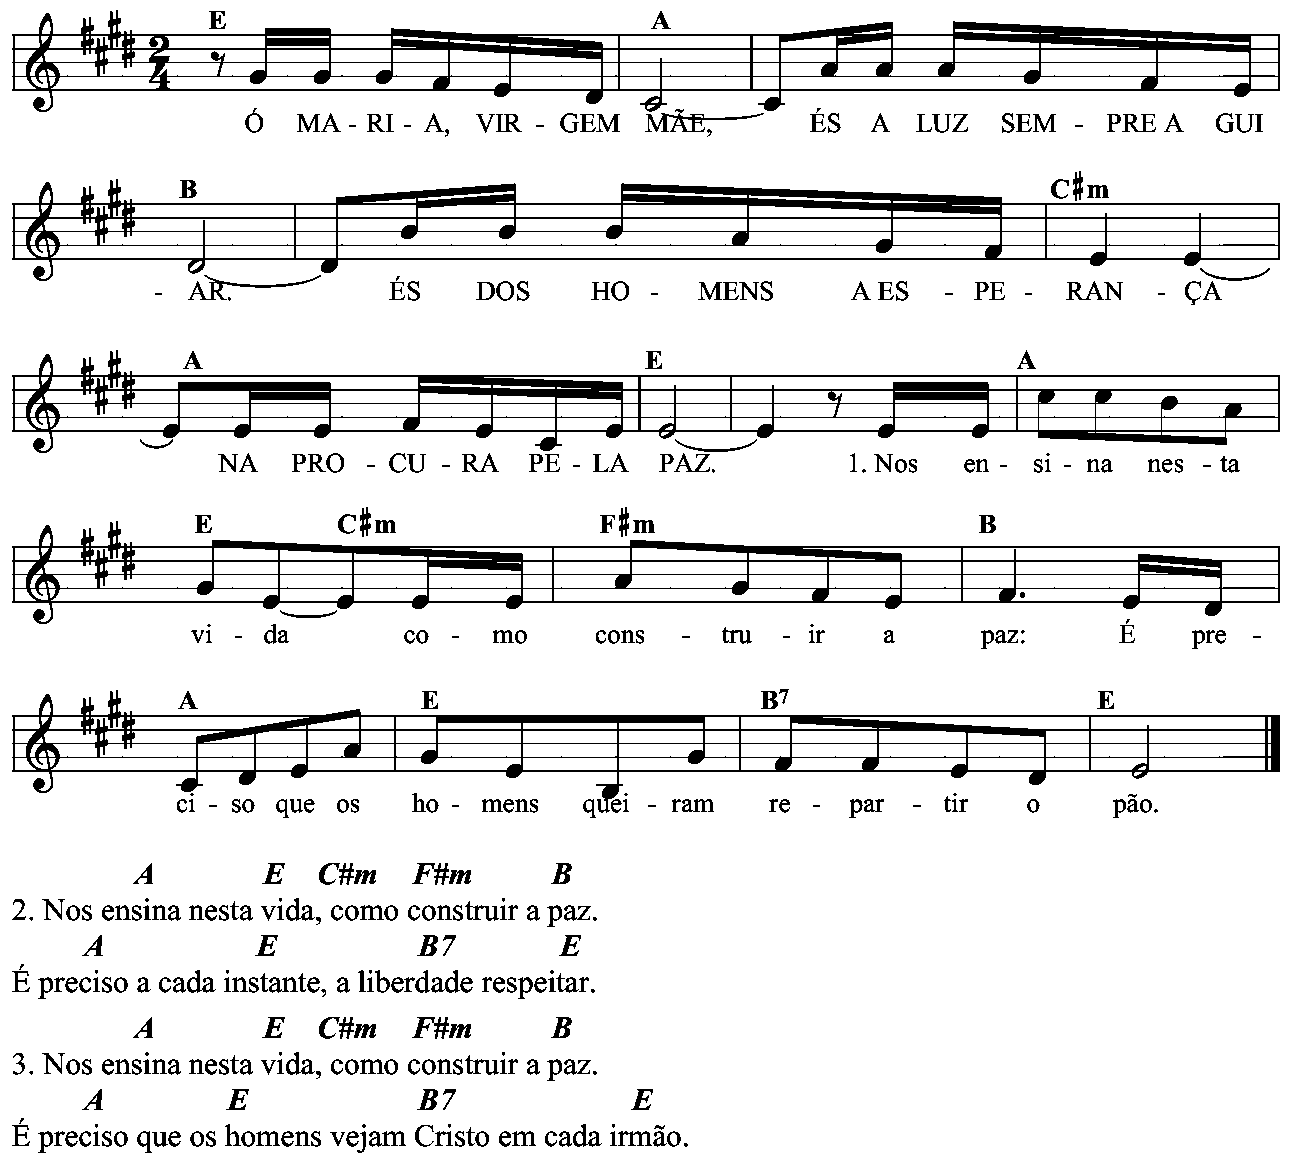 E A
Ó MA - RI - A, VIR - GEM MÃE, ÉS A LUZ SEM - PRE A GUI
B C#m
- AR. ÉS DOS HO - MENS A ES - PE - RAN - ÇA
A E A
NA PRO - CU - RA PE - LA PAZ. 1. Nos en - si - na nes - ta
E C#m F#m B
vi - da co - mo cons - tru - ir a paz: É pre -
A E B7 E
ci - so que os ho - mens quei - ram re - par - tir o pão.
A E C#m F#m B
2. Nos ensina nesta vida, como construir a paz.
A E B7 E
É preciso a cada instante, a liberdade respeitar.
A E C#m F#m B
3. Nos ensina nesta vida, como construir a paz.
A E B7 E
É preciso que os homens vejam Cristo em cada irmão.